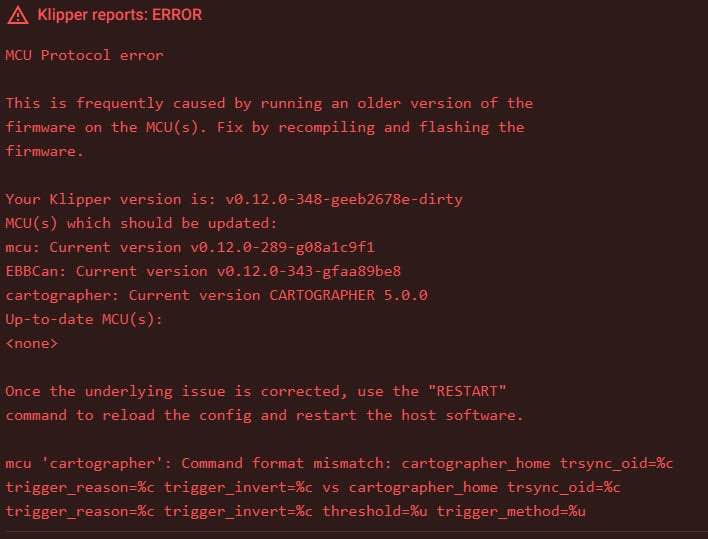 Klipper reports: ERROR
MCU Protocol error
This is frequently caused by running an older version of the
firmware on the MCU(s). Fix by recompiling and flashing the
firmware.
Your Klipper version is: v0.12.0-348-geeb2678e-dirty
MCU(s) which should be updated:
mcu: Current version v0.12.0-289-g08a1c9f1
EBBCan: Current version v0.12.0-343-gfaa89be8
cartographer: Current version CARTOGRAPHER 5.0.0
Up-to-date MCU(s):
<none>
Once the underlying issue is corrected, use the "RESTART"
command to reload the config and restart the host software.
mcu 'cartographer': Command format mismatch: cartographer_home trsync_oid=%c
trigger_reason=%c trigger_invert=%c vs cartographer_home trsync_oid=%c
trigger_reason=%c trigger_invert=%c threshold=%u trigger_method=%u